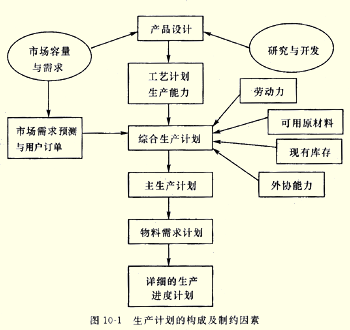 产品设计
市场容量
与需求
研究与开发
工艺计划
生产能力
劳动力
市场需求预测
与用户订单
综合生产计划
可用原材料
现有库存
主生产计划
外协能力
物料需求计划
详细的生产
进度计划
图 10-1 生产计划的构成及制约因素